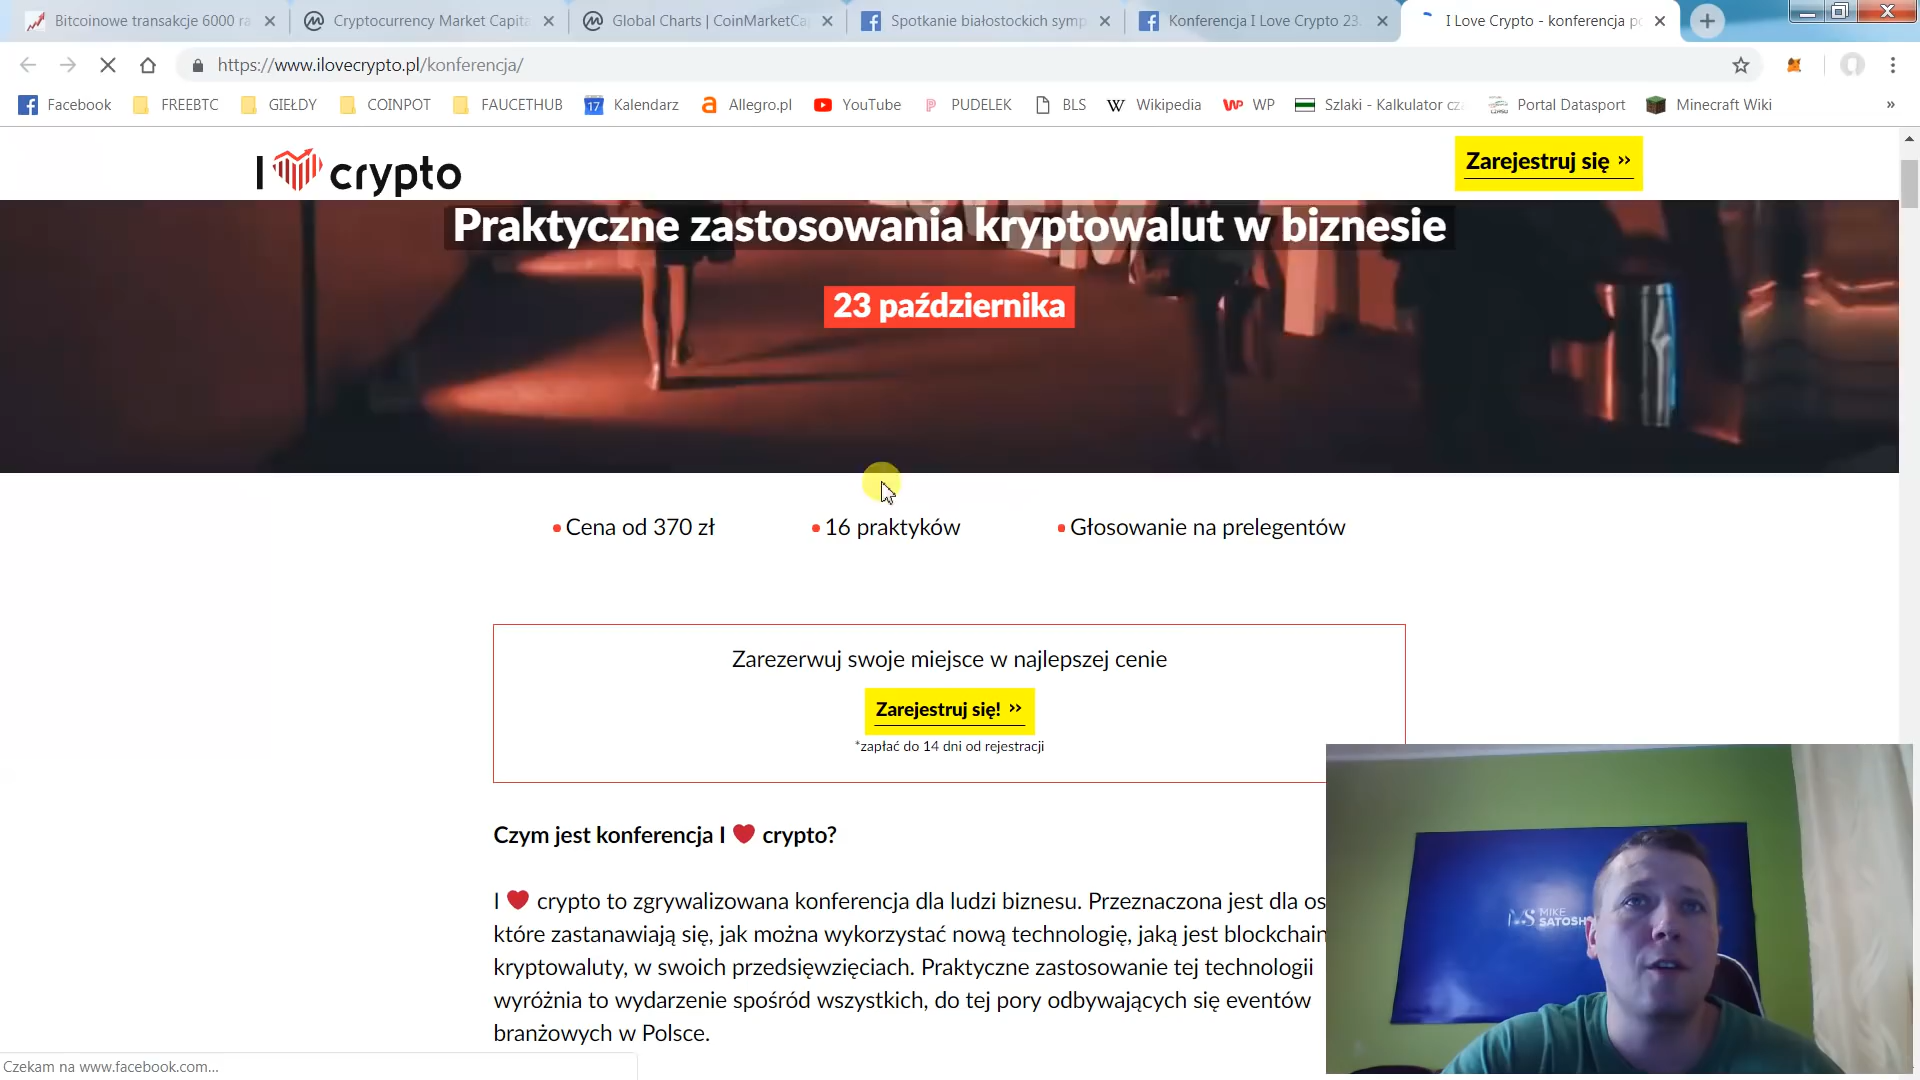 Bitcoinowe transakcje 6000 ra
Cryptocurrency Market Capita
Global Charts | CoinMarketCa
Spotkanie białostockich symp
Konferencja I Love Crypto 23.
I Love Crypto - konferencja po
https://www.ilovecrypto.pl/konferencja/
Facebook
FREEBTC
GIEŁDY
COINPOT
FAUCETHUB
17 Kalendarz
Allegro.pl
YouTube
PUDELEK
BLS
Wikipedia
WP
Szlaki - Kalkulator cza
Portal Datasport
Minecraft Wiki
»
I crypto
Zarejestruj się »
Praktyczne zastosowania kryptowalut w biznesie
23 października
Cena od 370 zł
16 praktyków
Głosowanie na prelegentów
Zarezerwuj swoje miejsce w najlepszej cenie
Zarejestruj się! »
*zapłać do 14 dni od rejestracji
Czym jest konferencja I ❤ crypto?
I ❤ crypto to zgrywalizowana konferencja dla ludzi biznesu. Przeznaczona jest dla os
które zastanawiają się, jak można wykorzystać nową technologię, jaką jest blockchain
kryptowaluty, w swoich przedsięwzięciach. Praktyczne zastosowanie tej technologii
wyróżnia to wydarzenie spośród wszystkich, do tej pory odbywających się eventów
branżowych w Polsce.
MS MIKE
SATOSHI
Czekam na www.facebook.com...